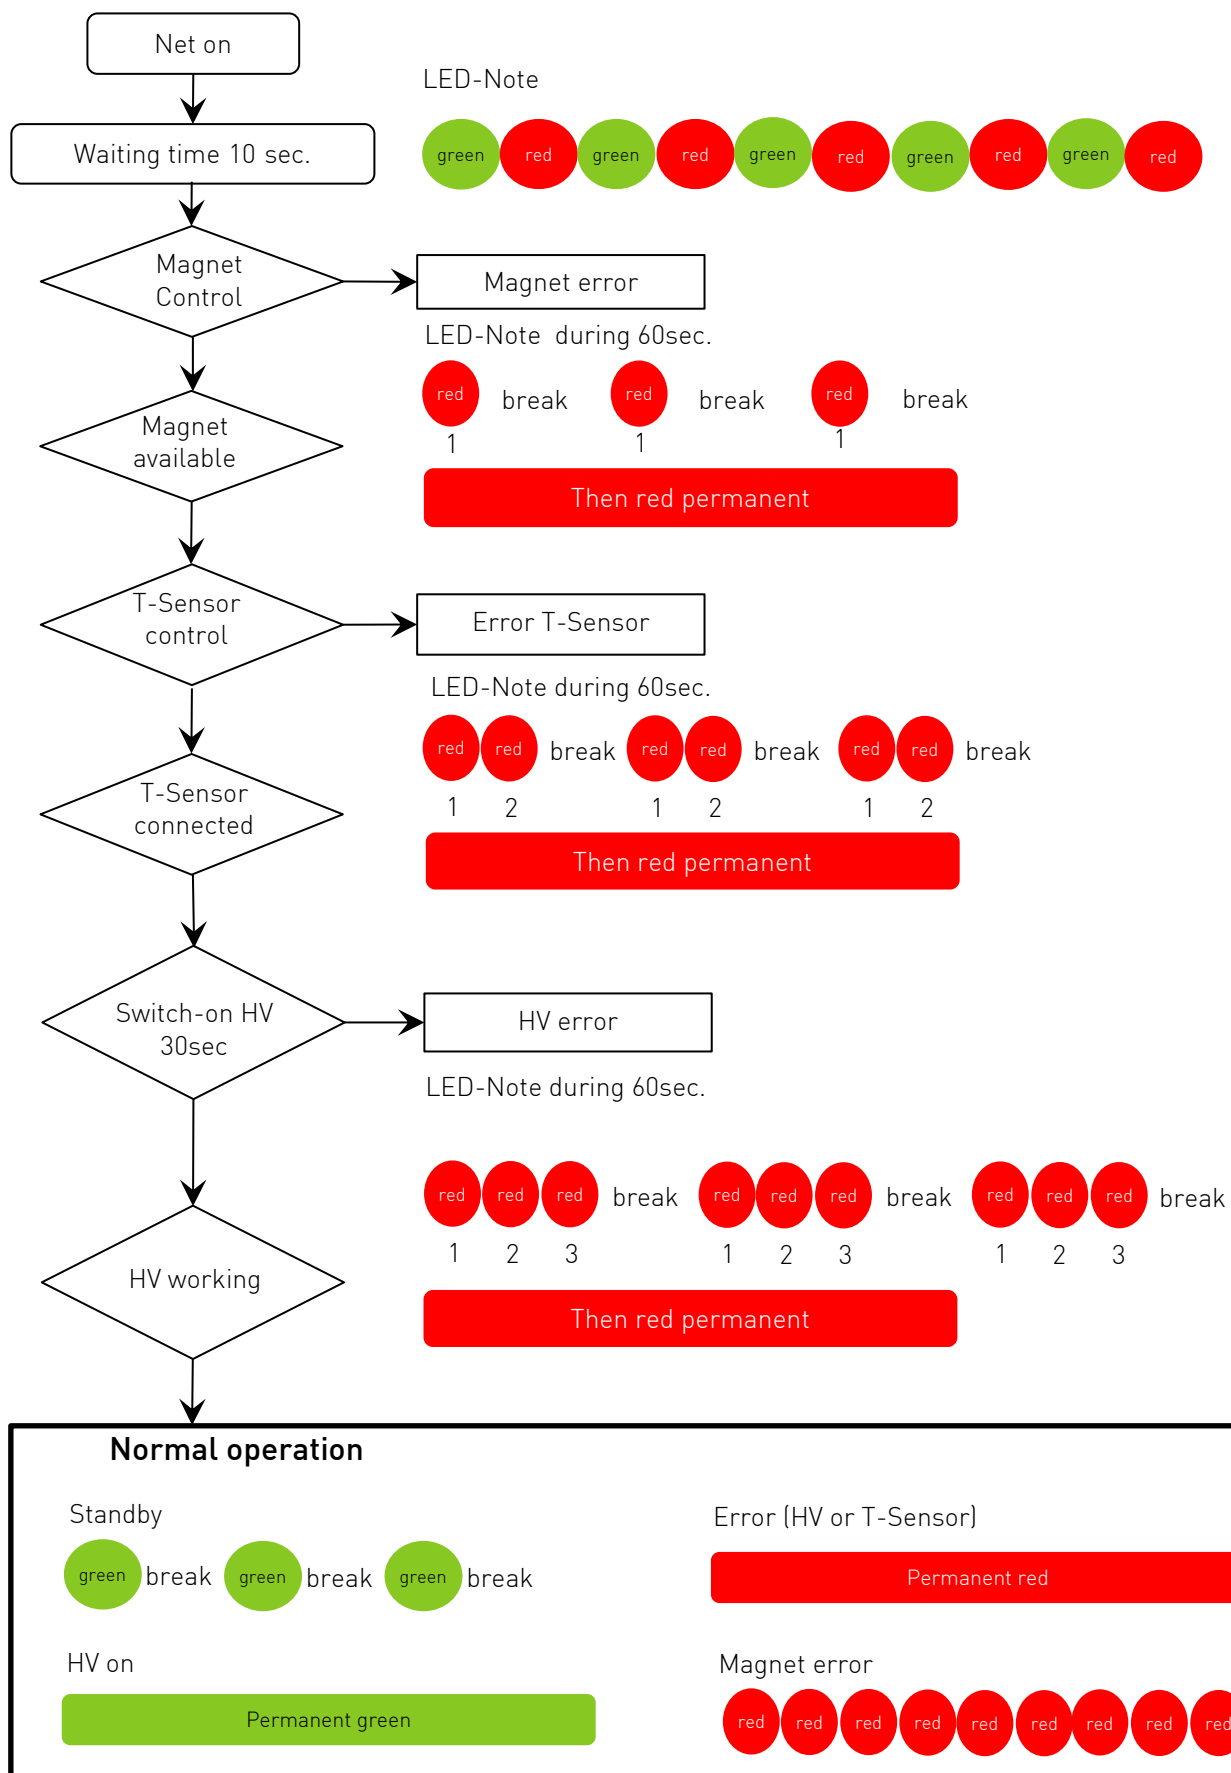 Net on
LED-Note
Waiting time 10 sec.
green red green red green red green red green red
Magnet
Control
Magnet error
LED-Note during 60sec.
red break red break red break
1 1 1
Magnet
available
Then red permanent
T-Sensor
control
Error T-Sensor
LED-Note during 60sec.
red red break red red break red red break
1 2 1 2 1 2
T-Sensor
connected
Then red permanent
Switch-on HV
30sec
HV error
LED-Note during 60sec.
red red red break red red red break red red red break
1 2 3 1 2 3 1 2 3
HV working
Then red permanent
Normal operation
Standby
Error (HV or T-Sensor)
green break green break green break
Permanent red
HV on
Magnet error
Permanent green
red red red red red red red red red